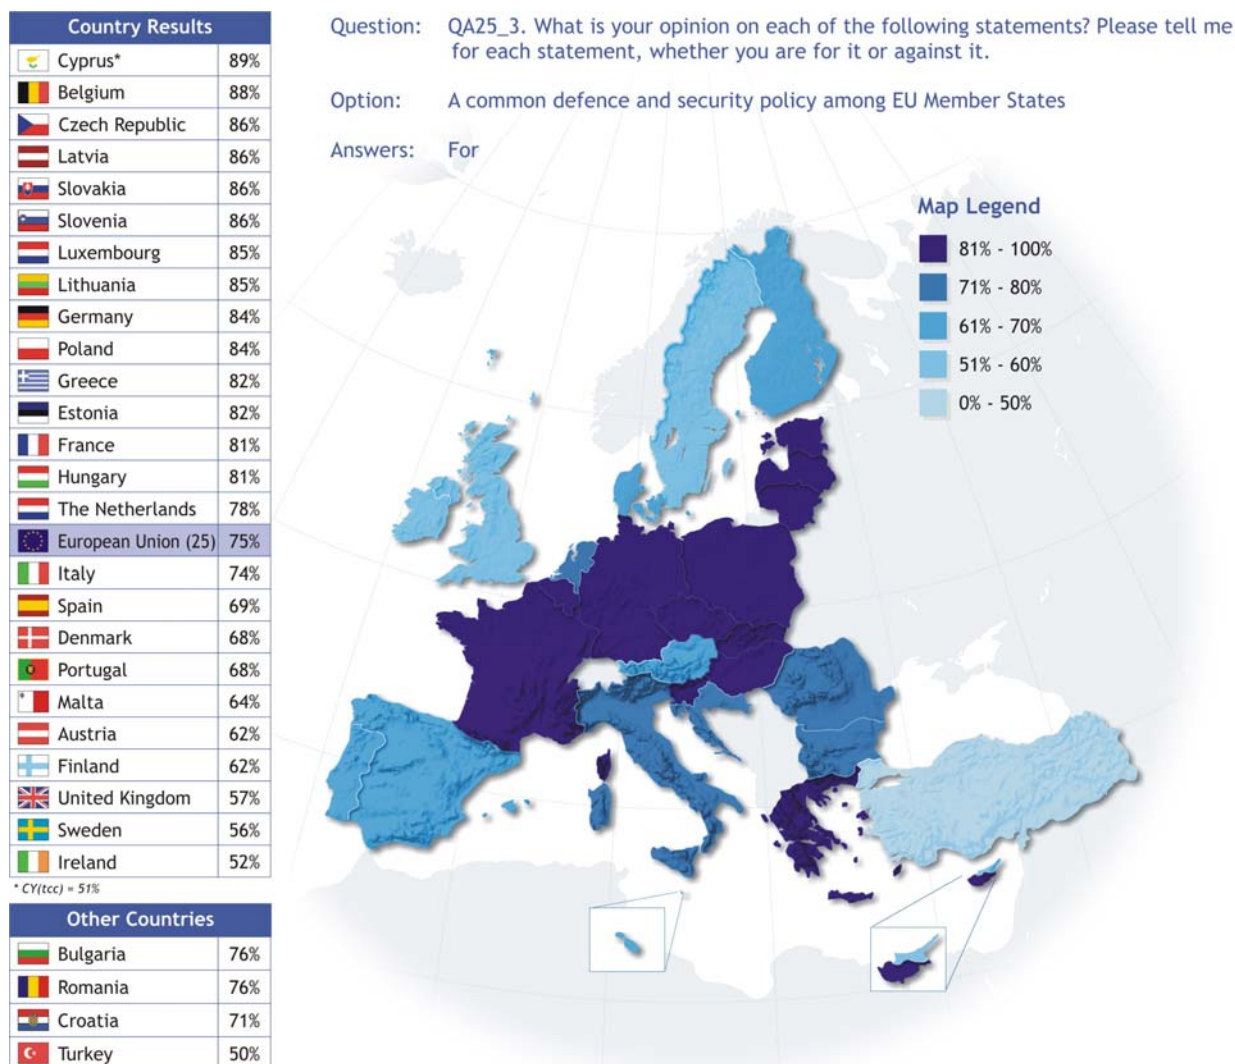 Country Results
Cyprus* 89%
Belgium 88%
Czech Republic 86%
Latvia 86%
Slovakia 86%
Slovenia 86%
Luxembourg 85%
Lithuania 85%
Germany 84%
Poland 84%
Greece 82%
Estonia 82%
France 81%
Hungary 81%
The Netherlands 78%
European Union (25) 75%
Italy 74%
Spain 69%
Denmark 68%
Portugal 68%
Malta 64%
Austria 62%
Finland 62%
United Kingdom 57%
Sweden 56%
Ireland 52%
* CY(tcc) = 51%
Other Countries
Bulgaria 76%
Romania 76%
Croatia 71%
Turkey 50%
Question: QA25_3. What is your opinion on each of the following statements? Please tell me
for each statement, whether you are for it or against it.
Option: A common defence and security policy among EU Member States
Answers: For
Map Legend
81% - 100%
71% - 80%
61% - 70%
51% - 60%
0% - 50%